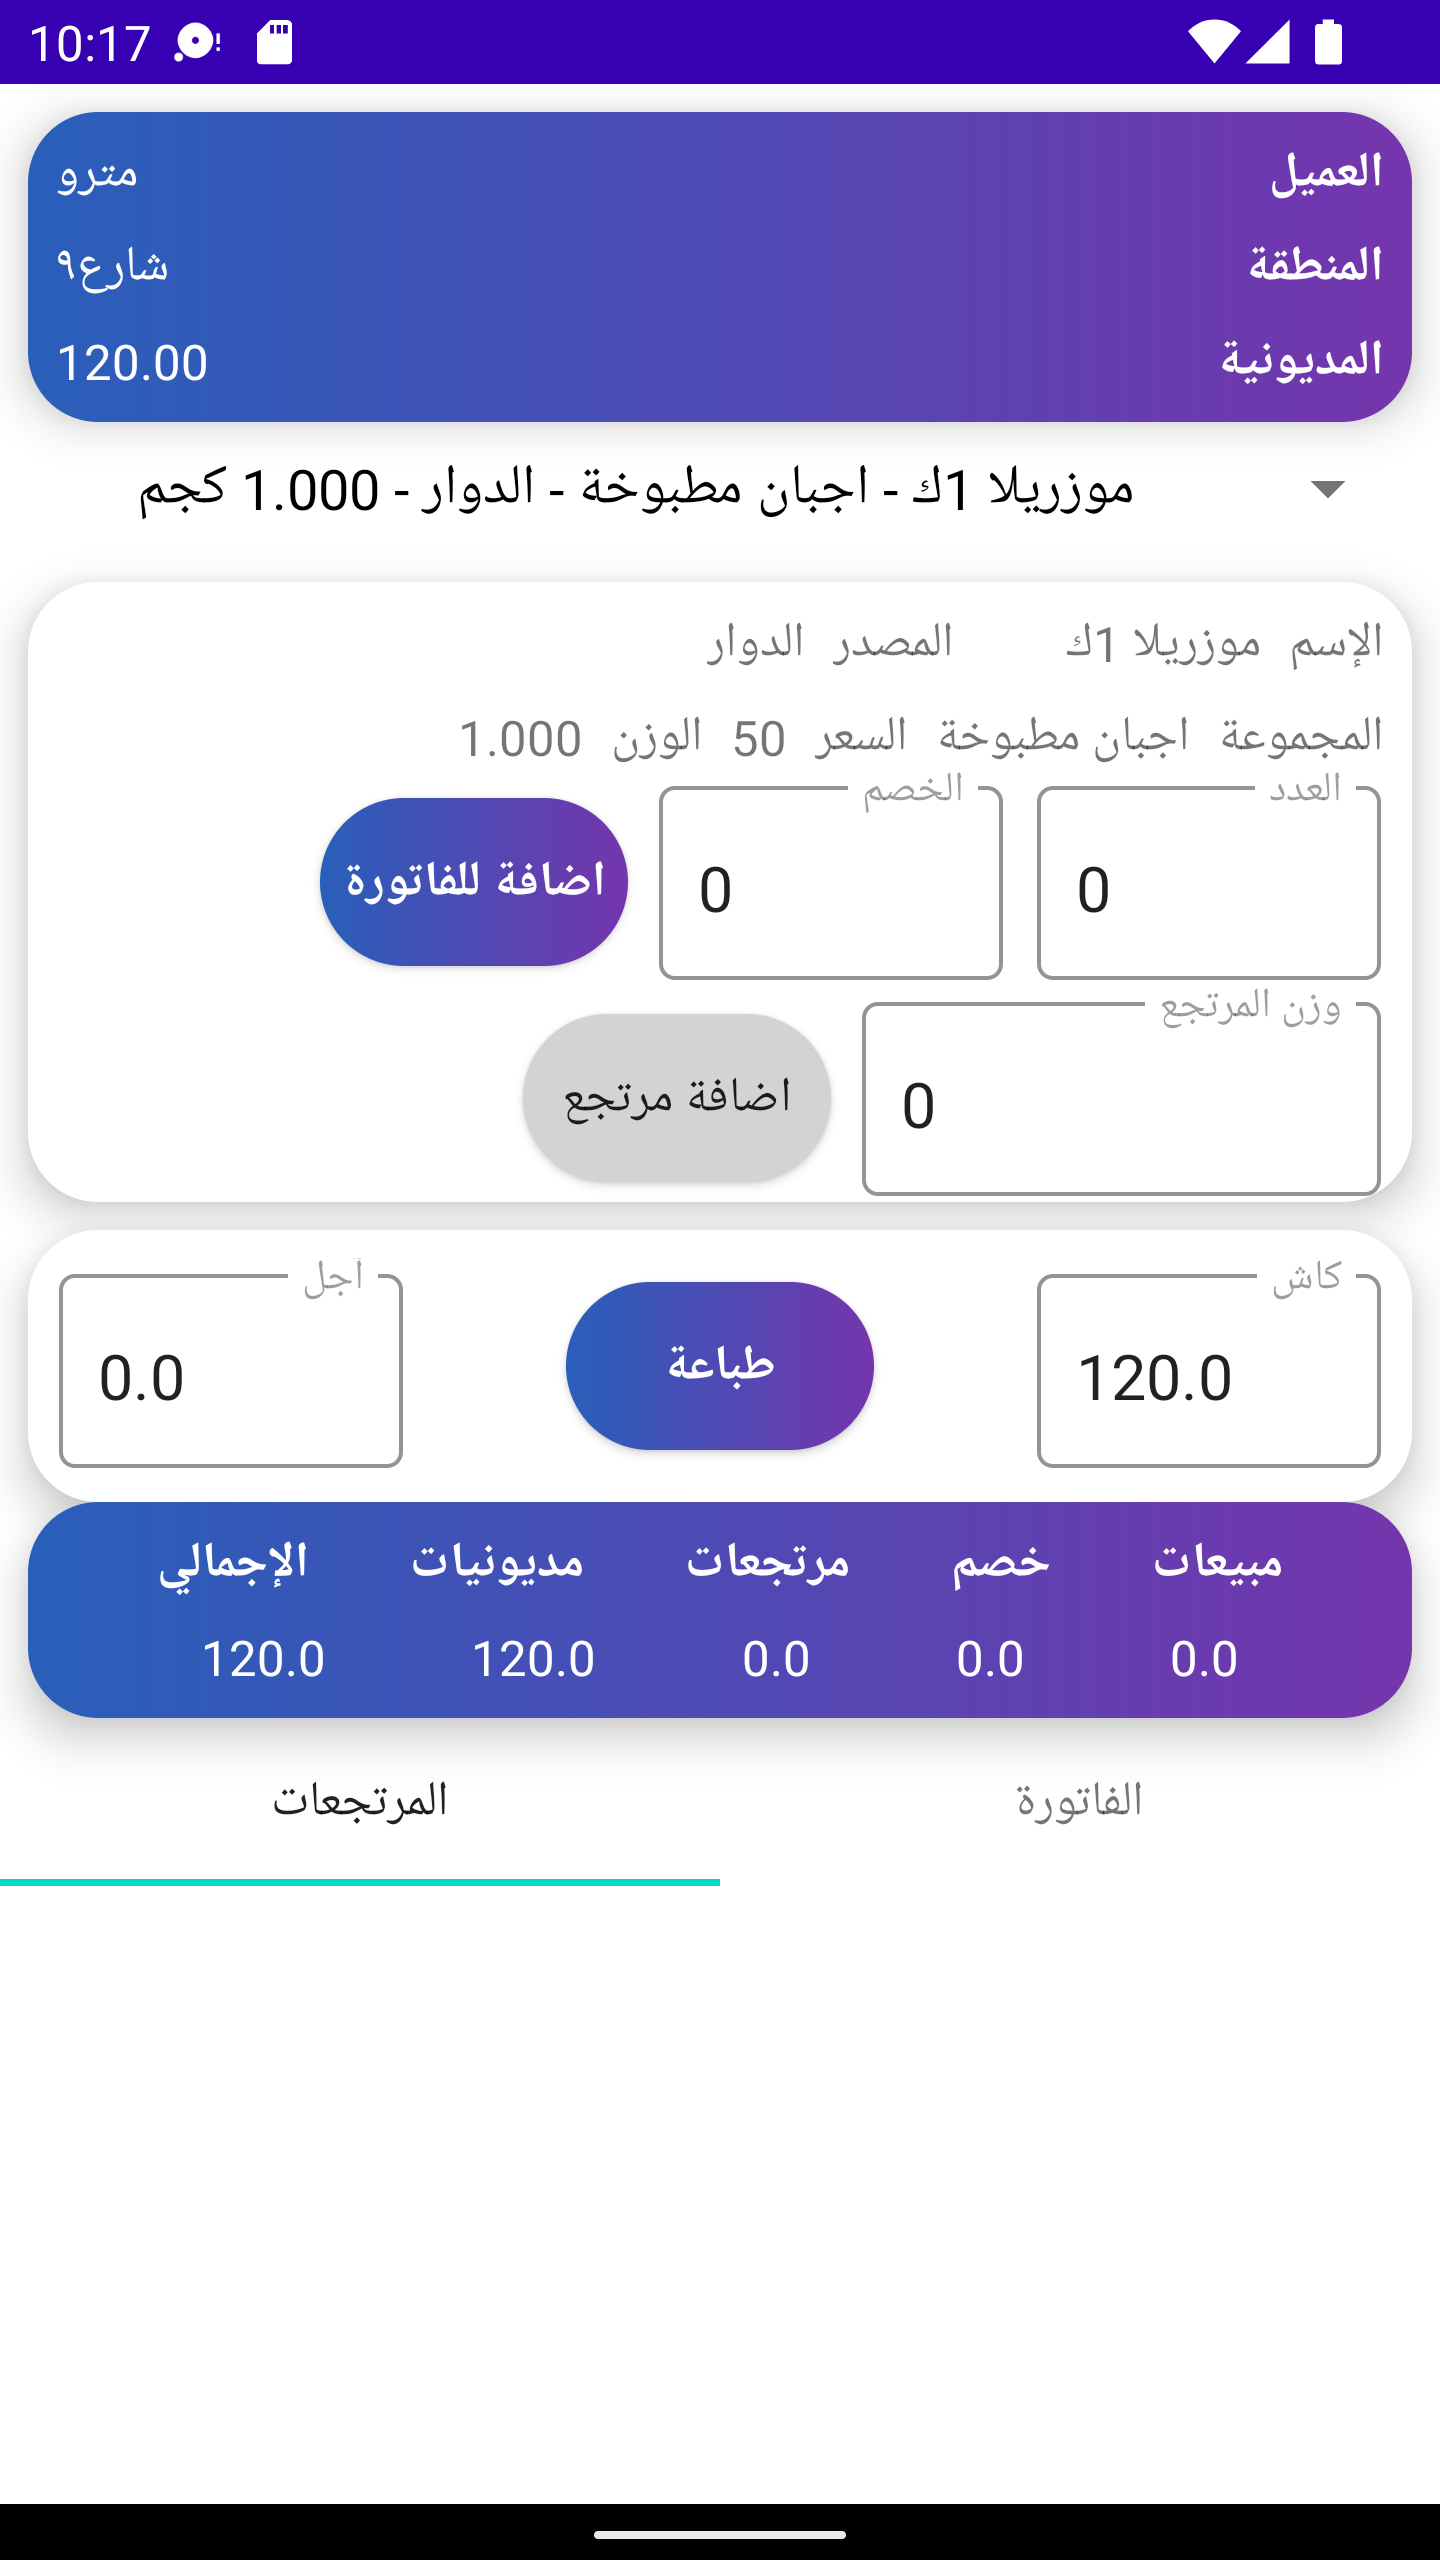 10:17
العميل مترو
المنطقة شارع٩
المديونية 120.00
موزريلا 1ك - اجبان مطبوخة - الدوار - 1.000 كجم
الإسم موزريلا 1ك المصدر الدوار
المجموعة اجبان مطبوخة السعر 50 الوزن 1.000
العدد الخصم
0 0 اضافة للفاتورة
وزن المرتجع
0 اضافة مرتجع
كاش آجل
120.0 طباعة 0.0
مبيعات خصم مرتجعات مديونيات الإجمالي
0.0 0.0 0.0 120.0 120.0
الفاتورة المرتجعات